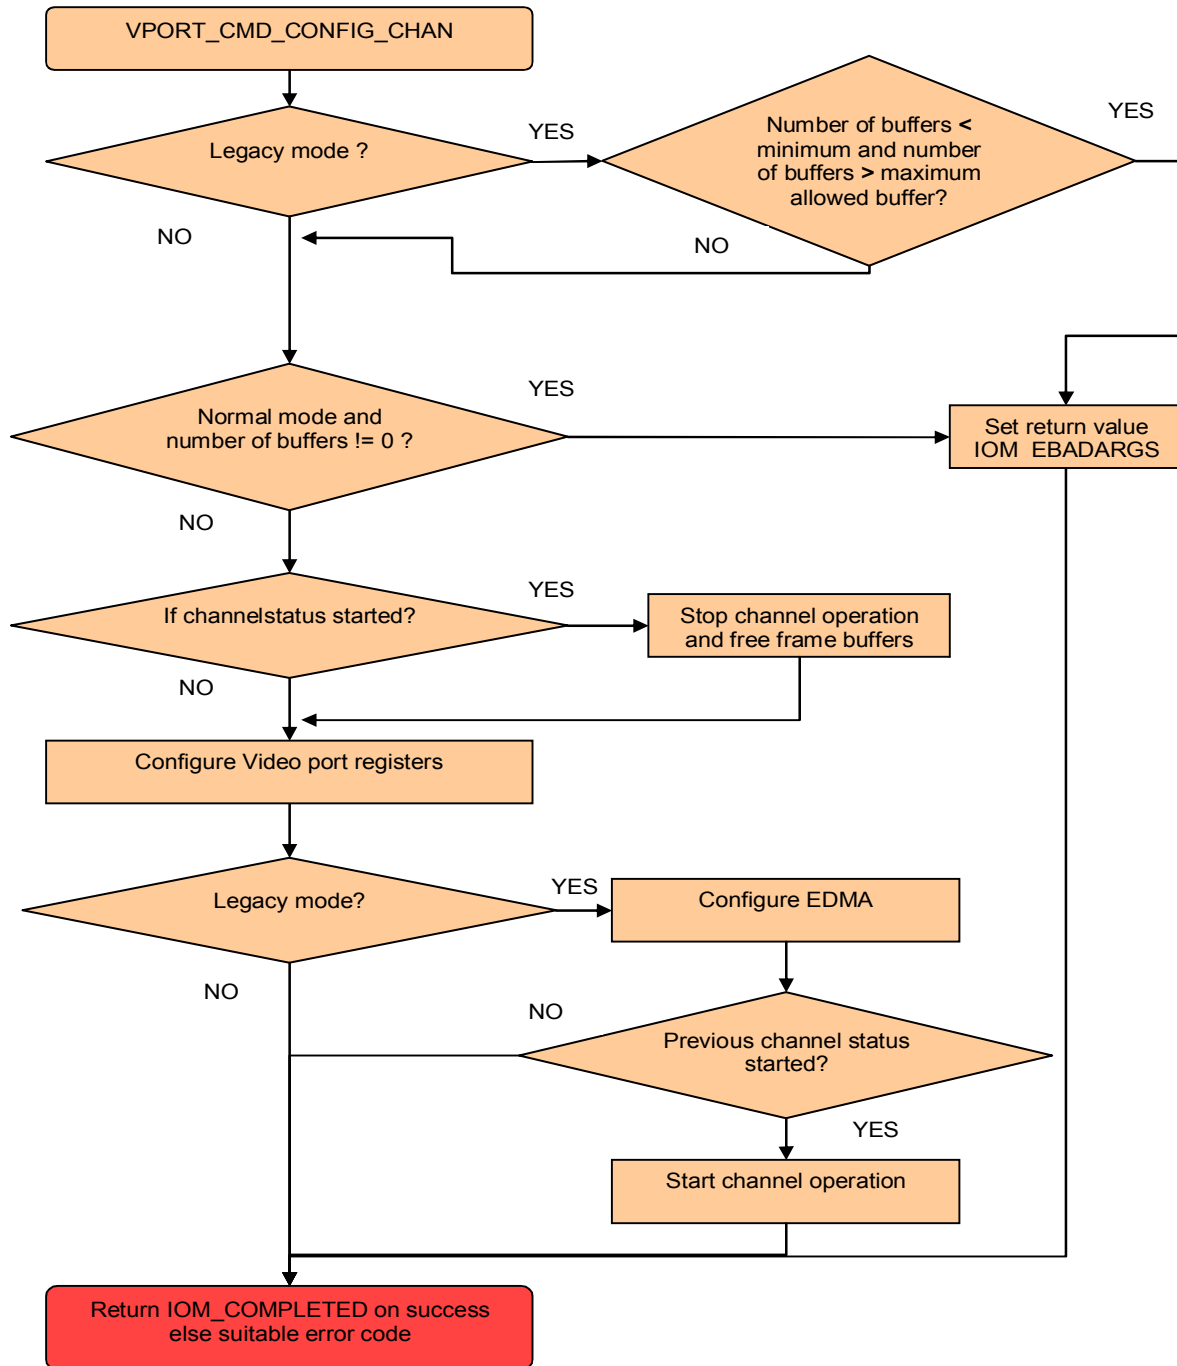 VPORT_CMD_CONFIG_CHAN
Legacy mode ?
YES
Number of buffers <
minimum and number
of buffers > maximum
allowed buffer?
YES
NO
NO
Normal mode and
number of buffers != 0 ?
YES
Set return value
IOM_EBADARGS
NO
If channelstatus started?
YES
Stop channel operation
and free frame buffers
NO
Configure Video port registers
Legacy mode?
YES
Configure EDMA
NO
NO
Previous channel status
started?
YES
Start channel operation
Return IOM_COMPLETED on success
else suitable error code